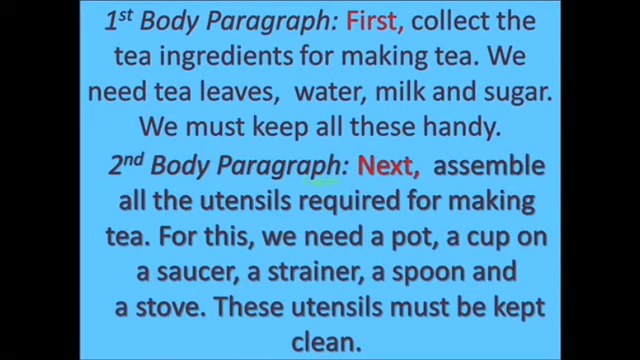 1st Body Paragraph: First, collect the
tea ingredients for making tea. We
need tea leaves, water, milk and sugar.
We must keep all these handy.
2nd Body Paragraph: Next, assemble
all the utensils required for making
tea. For this, we need a pot, a cup on
a saucer, a strainer, a spoon and
a stove. These utensils must be kept
clean.